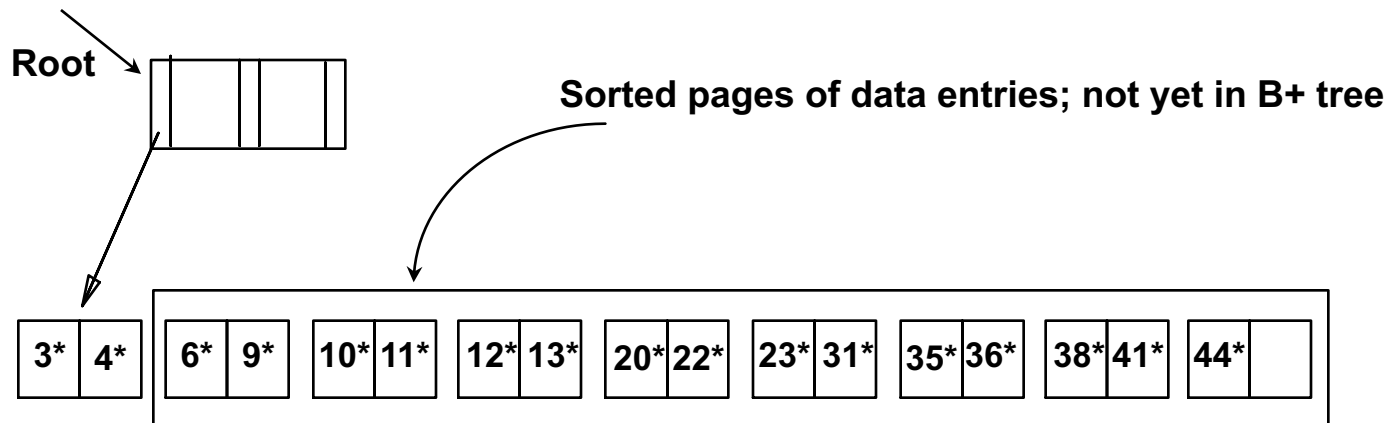 Root
Sorted pages of data entries; not yet in B+ tree
3* 4* 6* 9* 10* 11* 12* 13* 20* 22* 23* 31* 35* 36* 38* 41* 44*